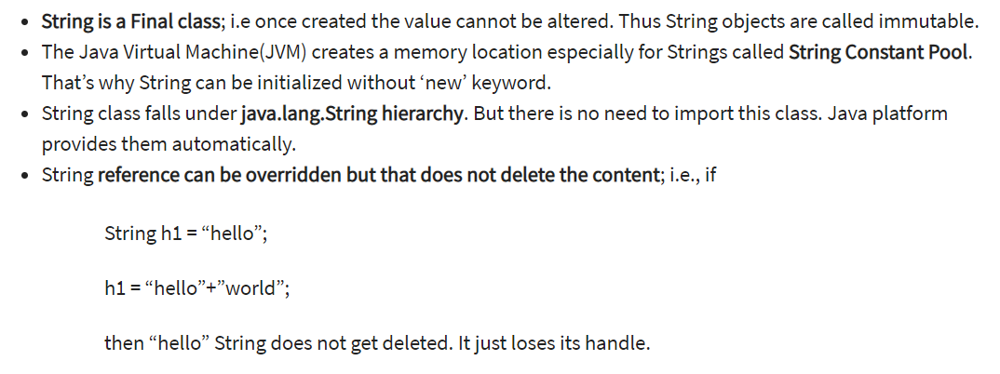 String is a Final class; i.e once created the value cannot be altered. Thus String objects are called immutable.
The Java Virtual Machine(JVM) creates a memory location especially for Strings called String Constant Pool.
That’s why String can be initialized without ‘new’ keyword.
String class falls under java.lang.String hierarchy. But there is no need to import this class. Java platform
provides them automatically.
String reference can be overridden but that does not delete the content; i.e., if
String h1 = “hello”;
h1 = “hello”+”world”;
then “hello” String does not get deleted. It just loses its handle.